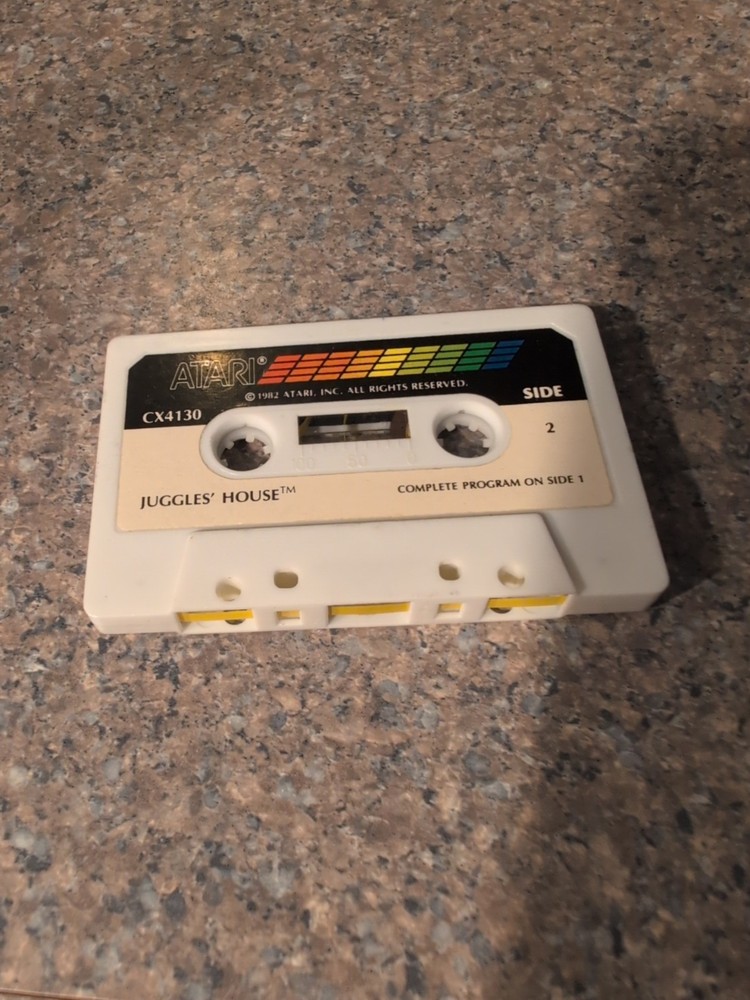 ATARI®
© 1982 ATARI, INC. ALL RIGHTS RESERVED.
CX4130
SIDE
2
JUGGLES' HOUSE™
COMPLETE PROGRAM ON SIDE 1